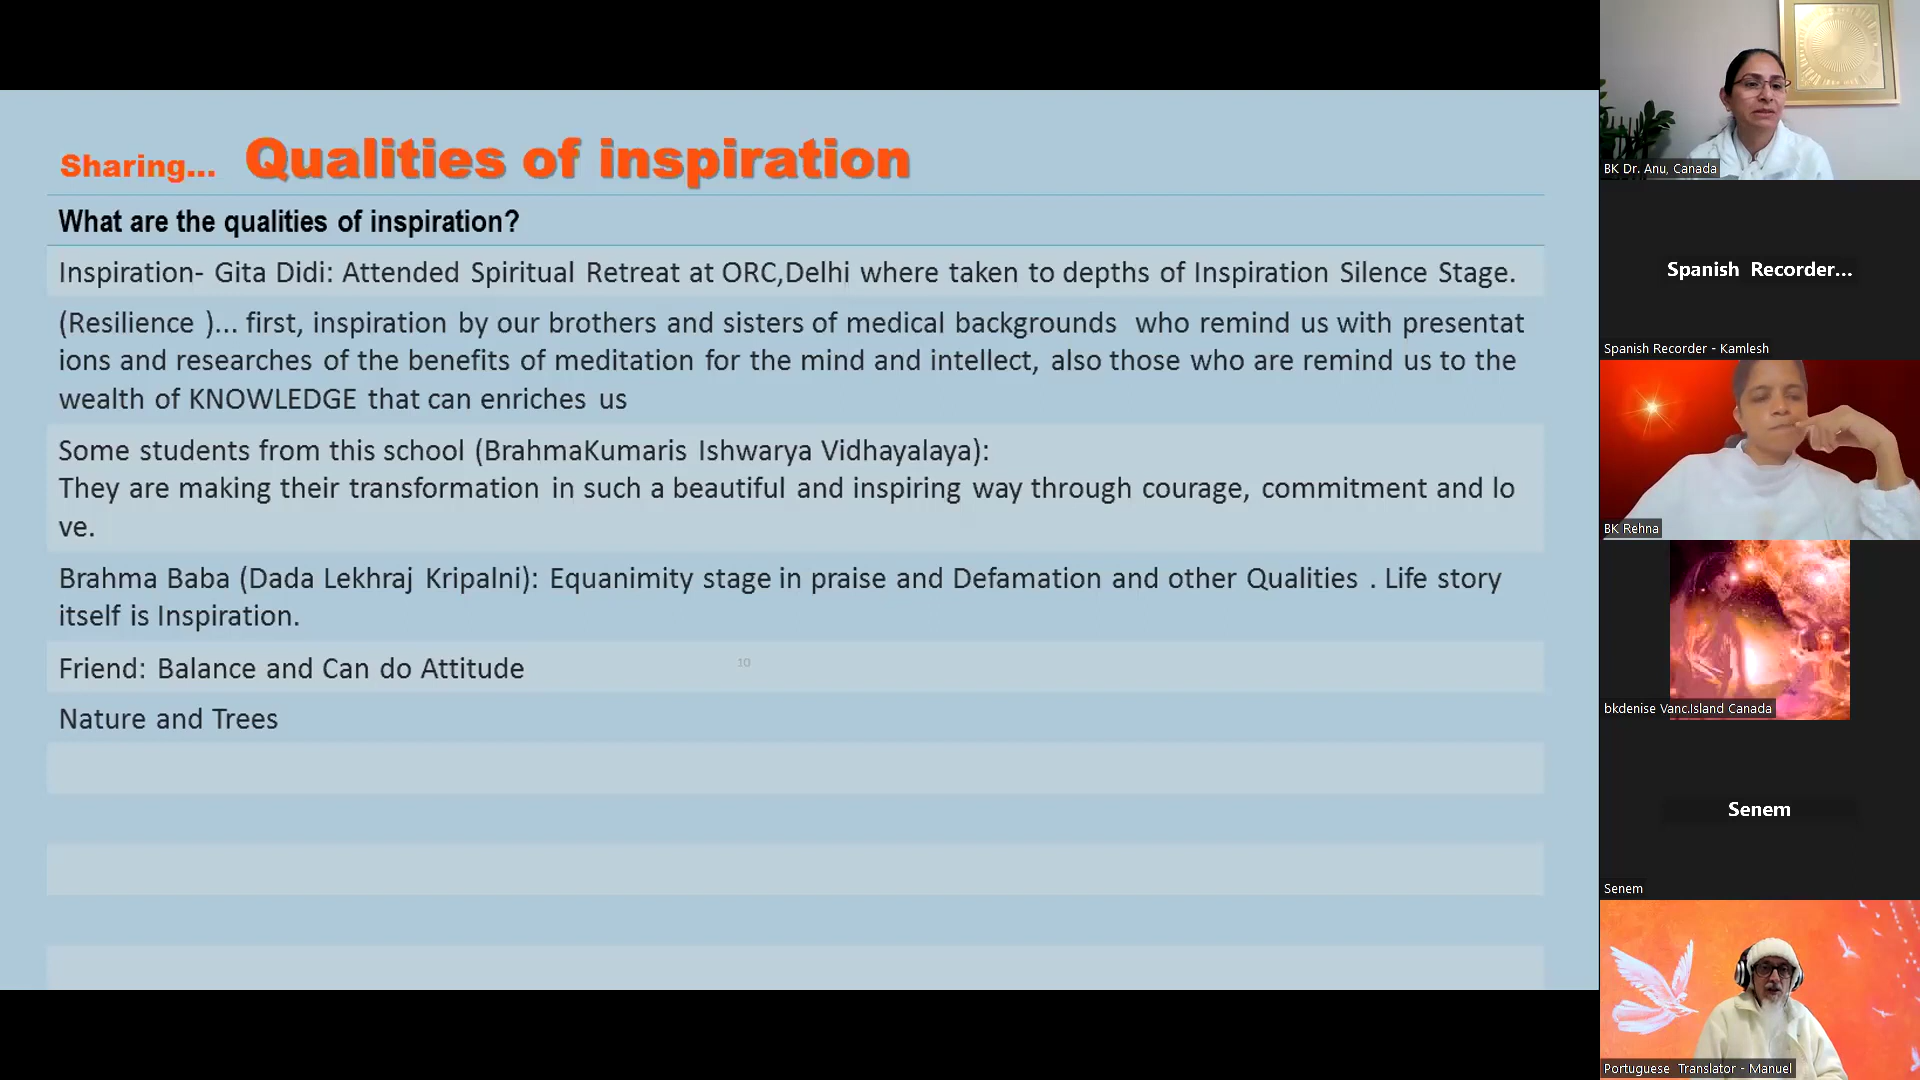 Sharing... Qualities of inspiration
What are the qualities of inspiration?
Inspiration- Gita Didi: Attended Spiritual Retreat at ORC,Delhi where taken to depths of Inspiration Silence Stage.
(Resilience )... first, inspiration by our brothers and sisters of medical backgrounds who remind us with presentat
ions and researches of the benefits of meditation for the mind and intellect, also those who are remind us to the
wealth of KNOWLEDGE that can enriches us
Some students from this school (BrahmaKumaris Ishwarya Vidhayalaya):
They are making their transformation in such a beautiful and inspiring way through courage, commitment and lo
ve.
Brahma Baba (Dada Lekhraj Kripalni): Equanimity stage in praise and Defamation and other Qualities . Life story
itself is Inspiration.
Friend: Balance and Can do Attitude
10
Nature and Trees
BK Dr. Anu, Canada
Spanish Recorder...
Spanish Recorder - Kamlesh
BK Rehna
bkdenise Vanc.Island Canada
Senem
Senem
Portuguese Translator - Manuel